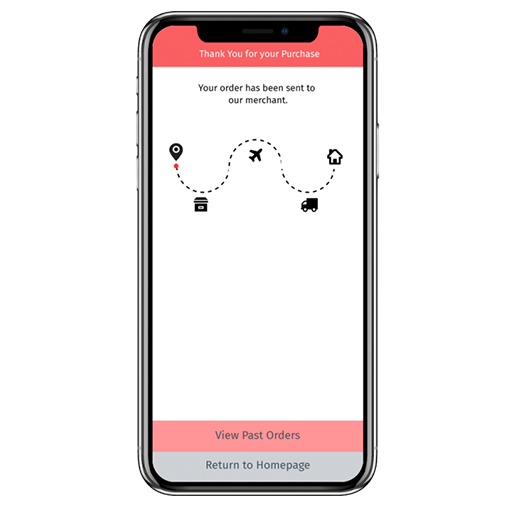 Thank You for your Purchase
Your order has been sent to
our merchant.
View Past Orders
Return to Homepage